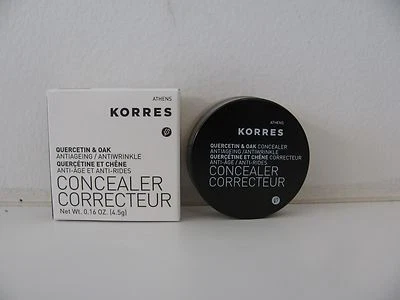 ATHENS
KORRES
QUERCETIN & OAK
ANTIAGEING / ANTIWRINKLE
QUERCÉTINE ET CHÊNE
ANTI-ÂGE ET ANTI-RIDES
CONCEALER
CORRECTEUR
Net Wt. 0.16 OZ. (4.5g)
ATHENS
KORRES
QUERCETIN & OAK CONCEALER
ANTIAGEING / ANTIWRINKLE
QUERCÉTINE ET CHÊNE CORRECTEUR
ANTI-ÂGE / ANTI-RIDES
CONCEALER
CORRECTEUR